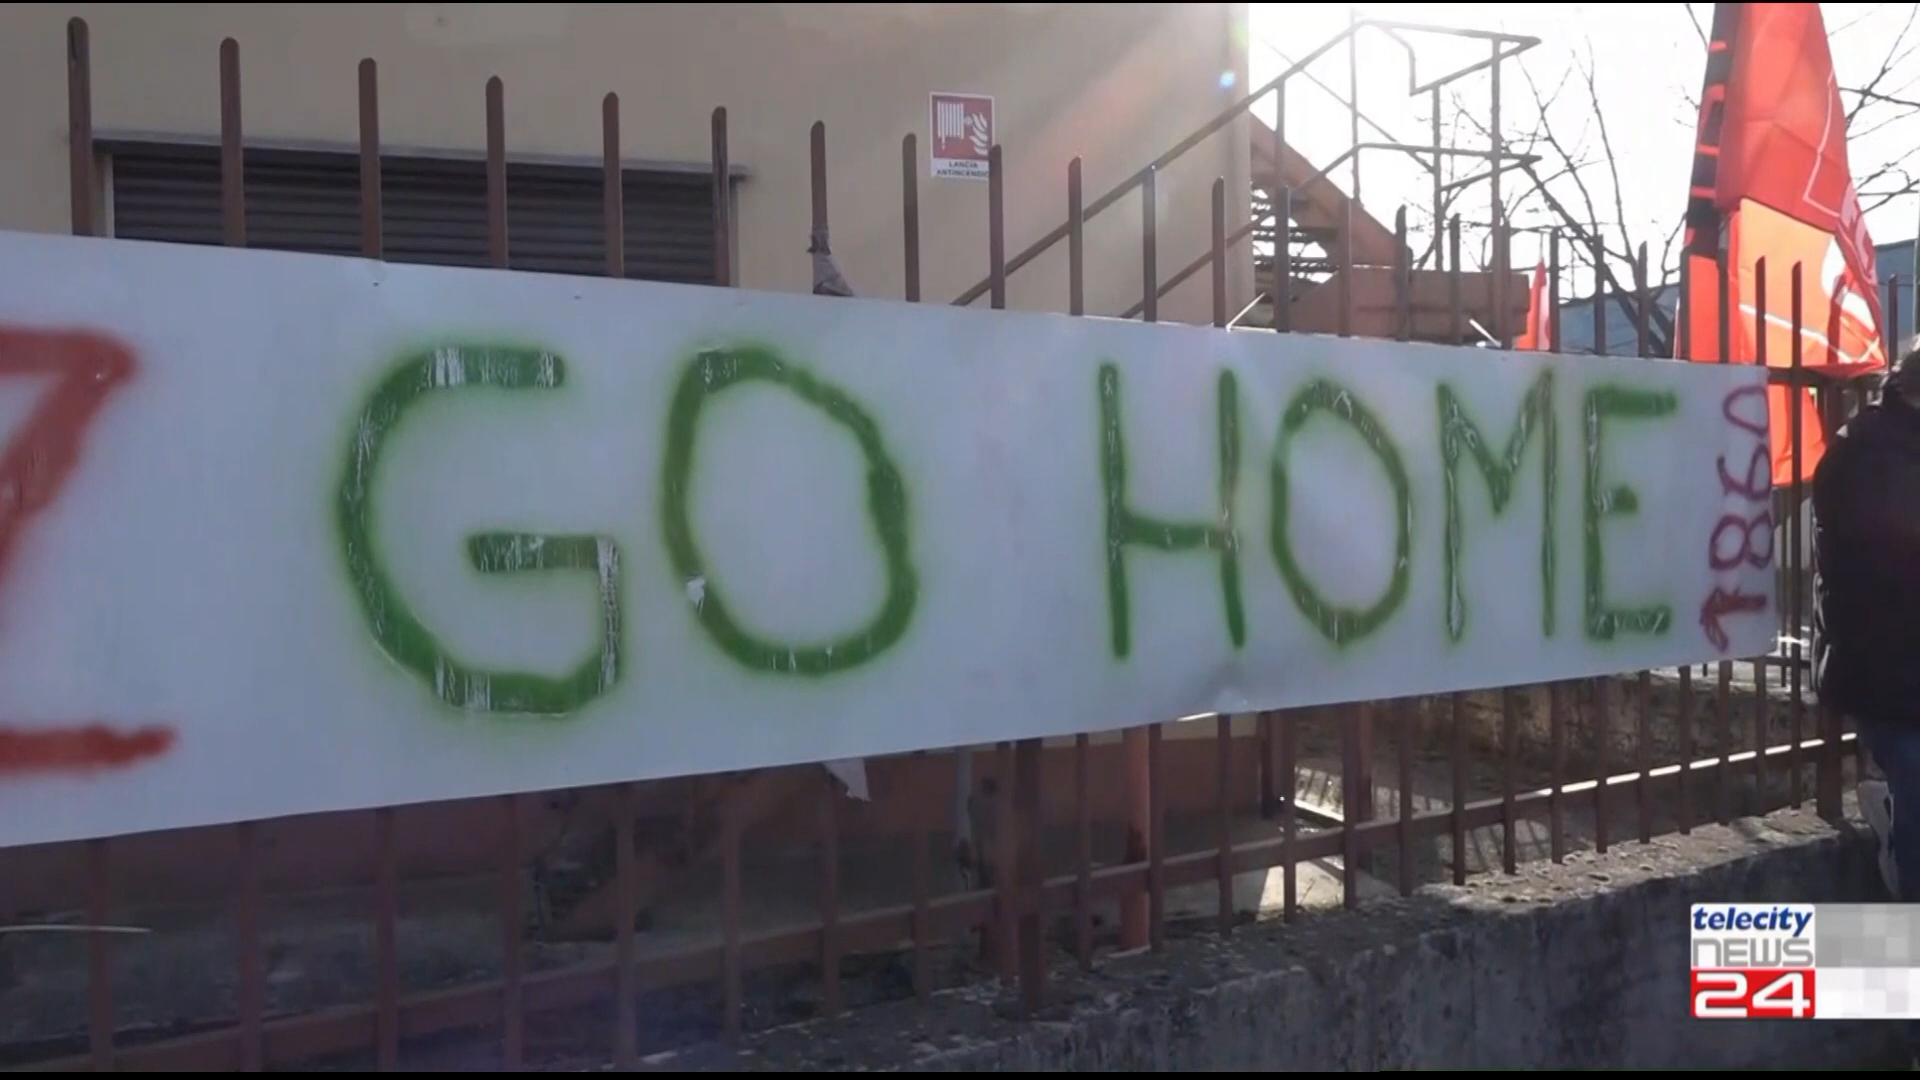 LANCIA
ANTINCENDIO
Z GO HOME
1860
telecity
NEWS
24